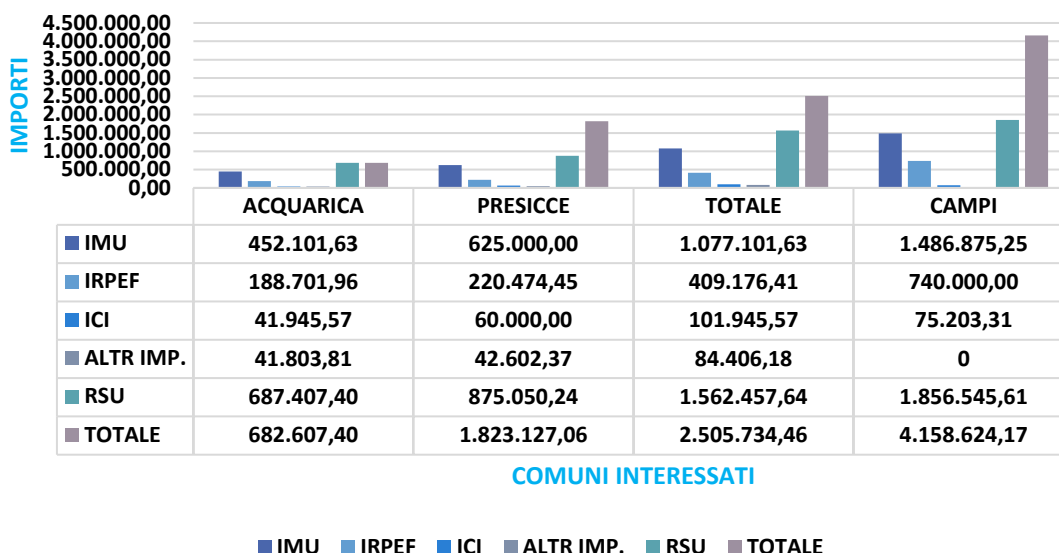 4.500.000,00
4.000.000,00
3.500.000,00
3.000.000,00
2.500.000,00
2.000.000,00
1.500.000,00
1.000.000,00
500.000,00
0,00
IMPORTI
ACQUARICA PRESICCE TOTALE CAMPI
IMU 452.101,63 625.000,00 1.077.101,63 1.486.875,25
IRPEF 188.701,96 220.474,45 409.176,41 740.000,00
ICI 41.945,57 60.000,00 101.945,57 75.203,31
ALTR IMP. 41.803,81 42.602,37 84.406,18 0
RSU 687.407,40 875.050,24 1.562.457,64 1.856.545,61
TOTALE 682.607,40 1.823.127,06 2.505.734,46 4.158.624,17
COMUNI INTERESSATI
IMU IRPEF ICI ALTR IMP. RSU TOTALE